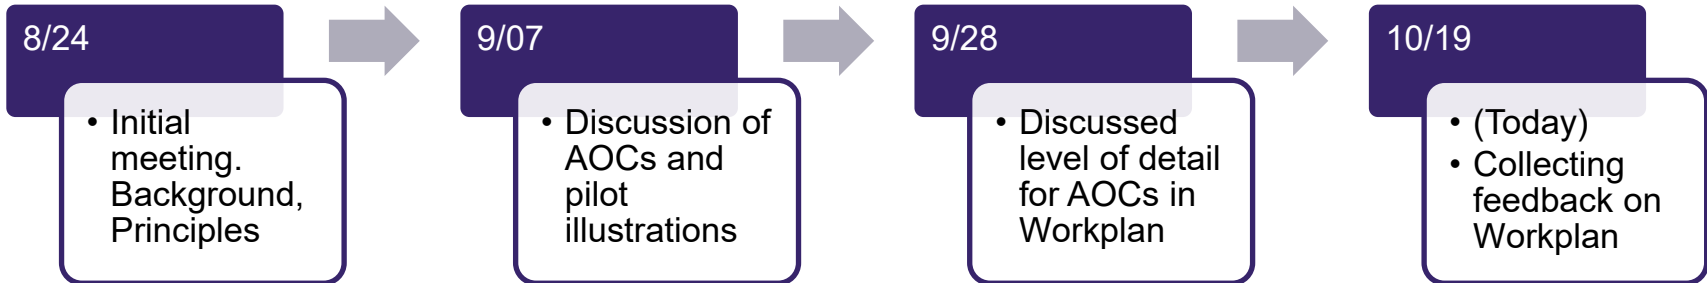 8/24
• Initial
meeting.
Background,
Principles
9/07
• Discussion of
AOCs and
pilot
illustrations
9/28
• Discussed
level of detail
for AOCs in
Workplan
10/19
• (Today)
• Collecting
feedback on
Workplan